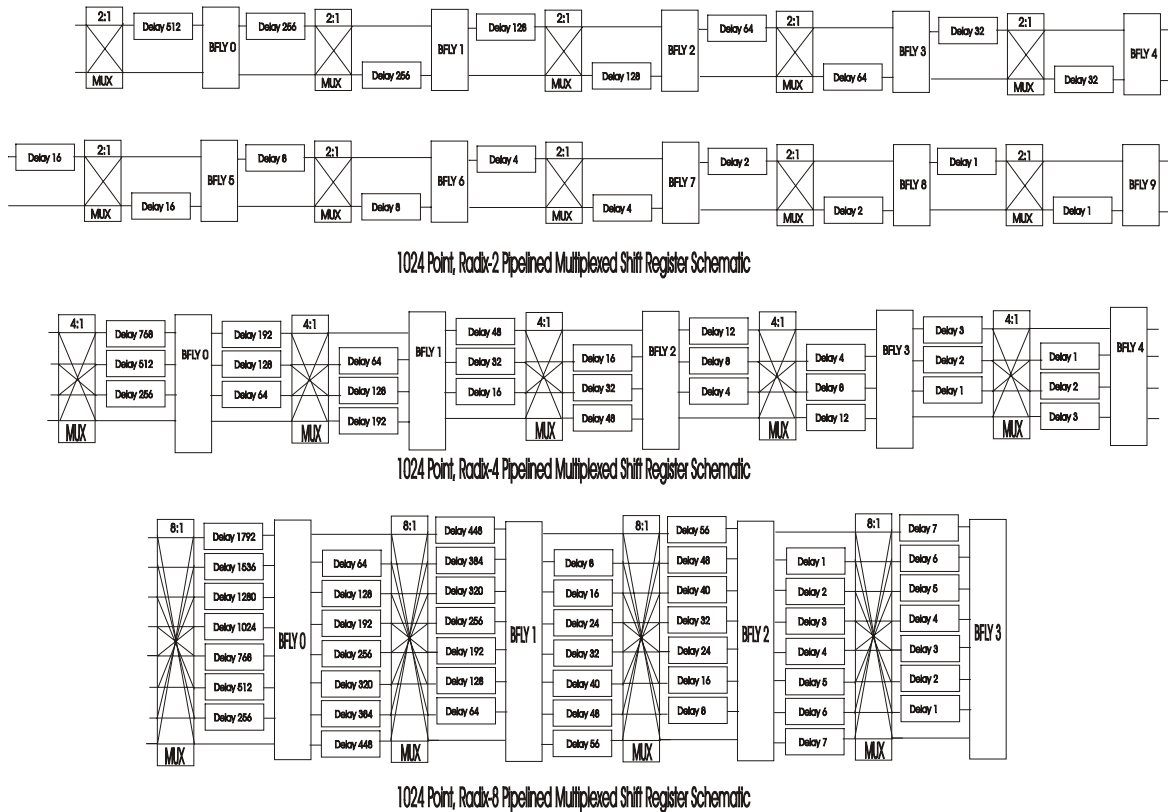 2:1 Delay 512 BFLY 0 Delay 256 2:1 BFLY 1 Delay 128 2:1 BFLY 2 Delay 64 2:1 BFLY 3 Delay 32 2:1 BFLY 4
MUX MUX Delay 256 MUX Delay 128 MUX Delay 64 MUX Delay 32
Delay 16 2:1 BFLY 5 Delay 8 2:1 BFLY 6 Delay 4 2:1 BFLY 7 Delay 2 2:1 BFLY 8 Delay 1 2:1 BFLY 9
MUX Delay 16 MUX Delay 8 MUX Delay 4 MUX Delay 2 MUX Delay 1
1024 Point, Radix-2 Pipelined Multiplexed Shift Register Schematic
4:1 Delay 768 BFLY 0 Delay 192 4:1 BFLY 1 Delay 48 4:1 BFLY 2 Delay 12 4:1 BFLY 3 Delay 3 4:1 BFLY 4
Delay 512 Delay 128 Delay 64 Delay 32 Delay 16 Delay 8 Delay 4 Delay 2 Delay 1
Delay 256 Delay 64 Delay 128 Delay 16 Delay 32 Delay 4 Delay 8 Delay 1 Delay 2
MUX MUX Delay 192 MUX Delay 48 MUX Delay 12 MUX Delay 3
1024 Point, Radix-4 Pipelined Multiplexed Shift Register Schematic
8:1 Delay 1792 BFLY 0 8:1 Delay 448 BFLY 1 8:1 Delay 56 BFLY 2 8:1 Delay 7 BFLY 3
Delay 1536 Delay 64 Delay 384 Delay 8 Delay 48 Delay 1 Delay 6
Delay 1280 Delay 128 Delay 320 Delay 16 Delay 40 Delay 2 Delay 5
Delay 1024 Delay 192 Delay 256 Delay 24 Delay 32 Delay 3 Delay 4
Delay 768 Delay 256 Delay 192 Delay 32 Delay 24 Delay 4 Delay 3
Delay 512 Delay 320 Delay 128 Delay 40 Delay 16 Delay 5 Delay 2
Delay 256 Delay 384 Delay 64 Delay 48 Delay 8 Delay 6 Delay 1
MUX Delay 448 MUX Delay 56 MUX Delay 7 MUX
1024 Point, Radix-8 Pipelined Multiplexed Shift Register Schematic